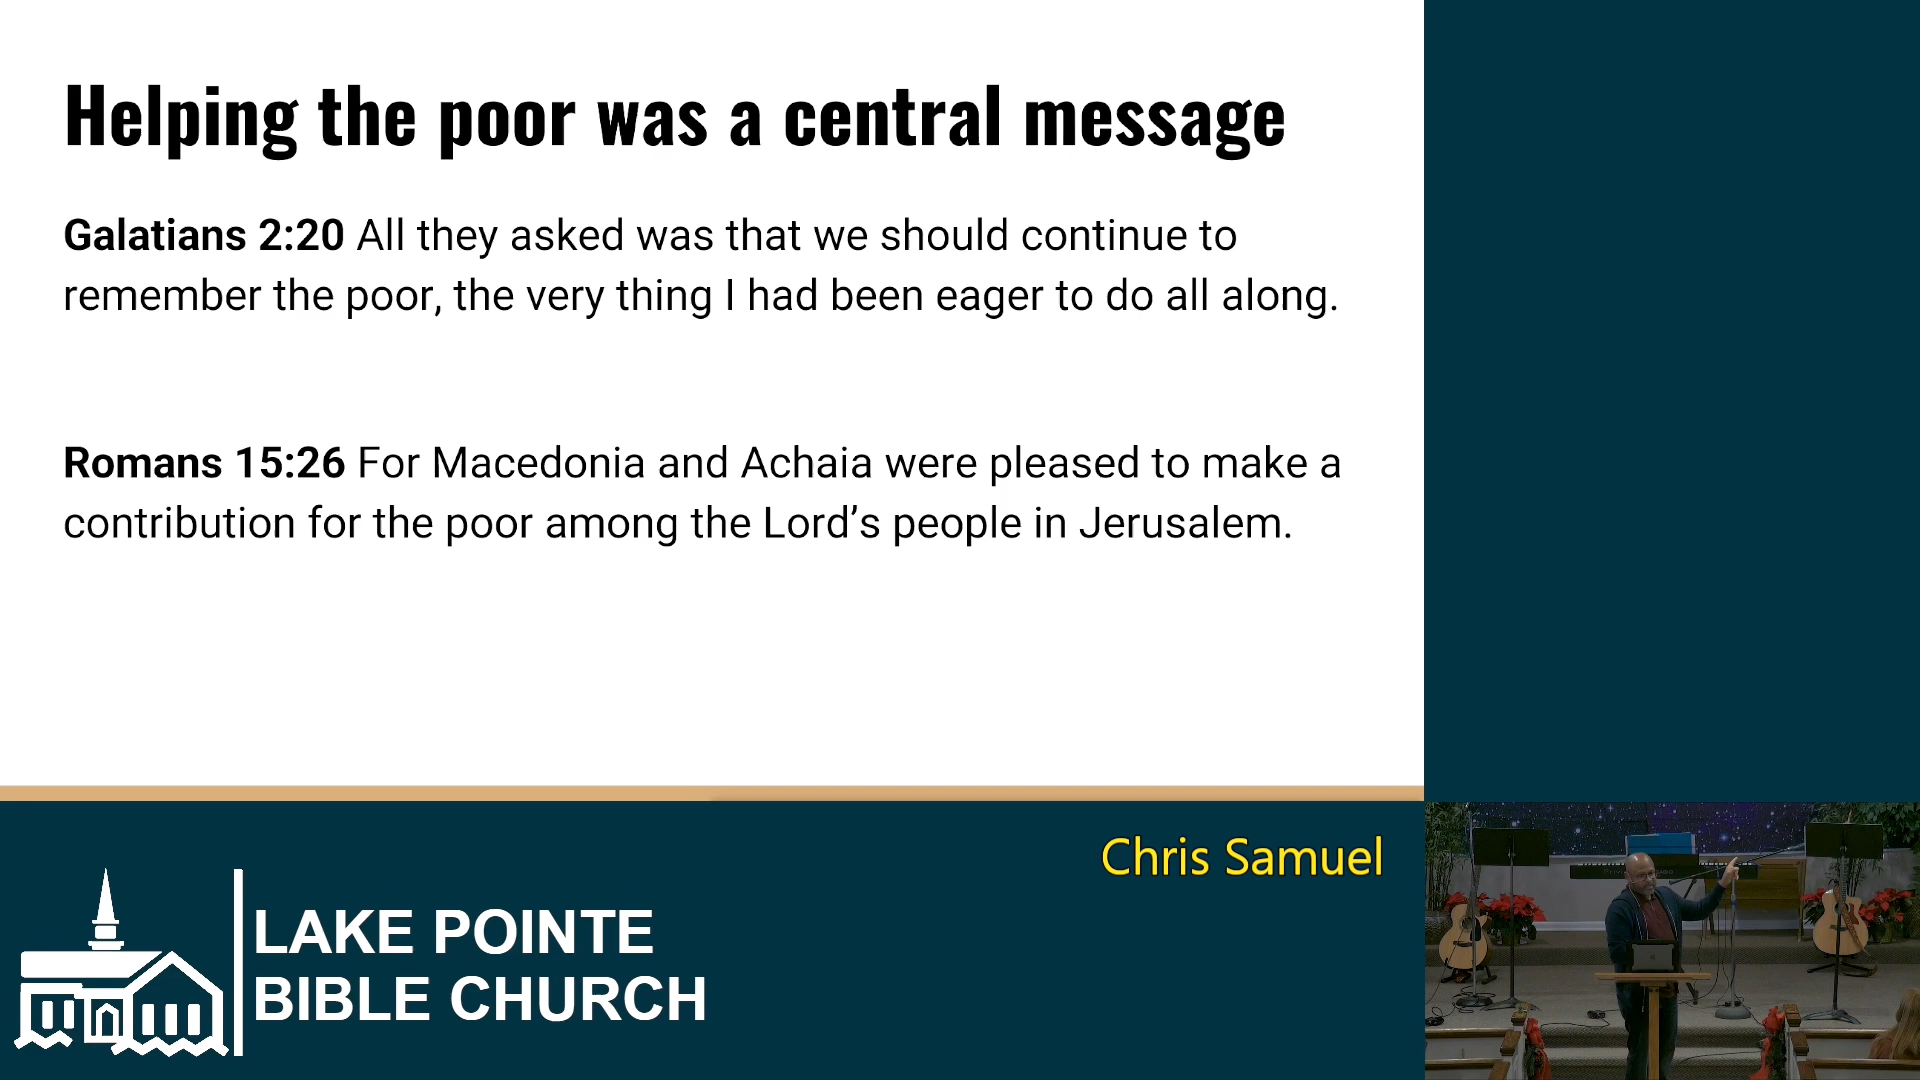 Helping the poor was a central message
Galatians 2:20 All they asked was that we should continue to
remember the poor, the very thing I had been eager to do all along.
Romans 15:26 For Macedonia and Achaia were pleased to make a
contribution for the poor among the Lord’s people in Jerusalem.
Chris Samuel
LAKE POINTE
BIBLE CHURCH